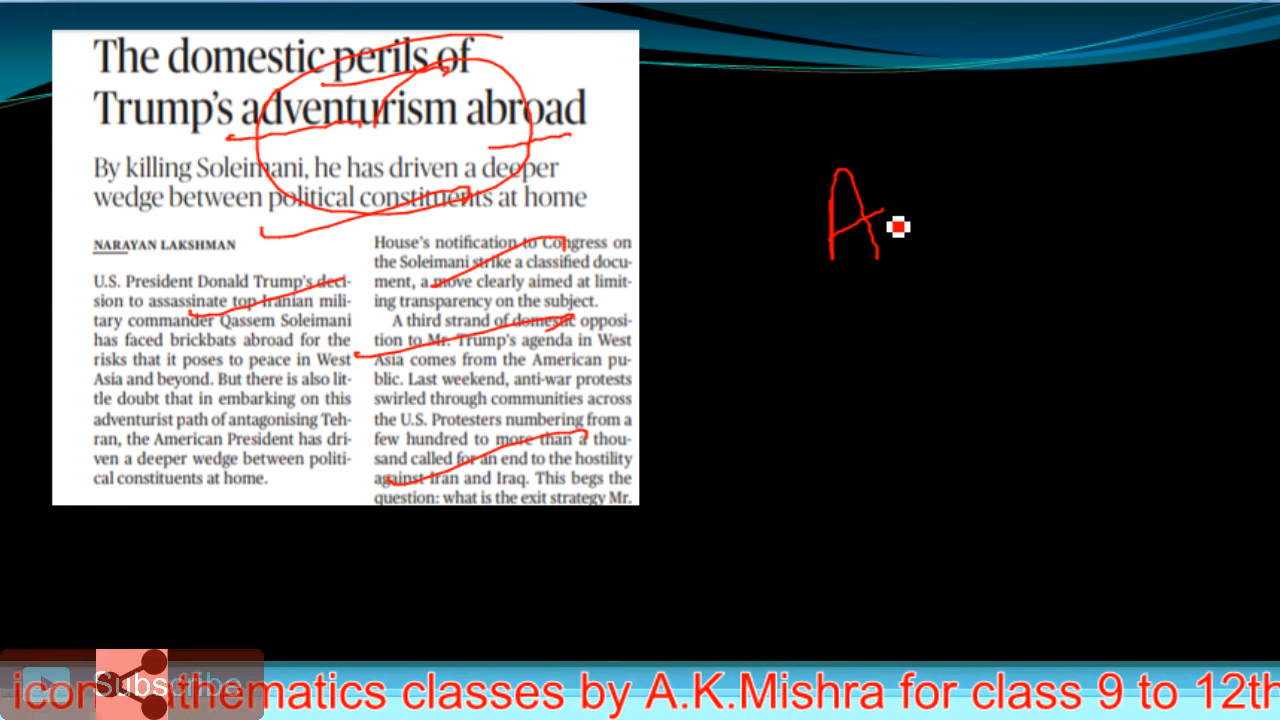 The domestic perils of
Trump's adventurism abroad
By killing Soleimani, he has driven a deeper
wedge between political constituents at home
NARAYAN LAKSHMAN
U.S. President Donald Trump's deci-
sion to assassinate top Iranian mili-
tary commander Qassem Soleimani
has faced brickbats abroad for the
risks that it poses to peace in West
Asia and beyond. But there is also lit-
tle doubt that in embarking on this
adventurist path of antagonising Teh-
ran, the American President has dri-
ven a deeper wedge between politi-
cal constituents at home.
House's notification to Congress on
the Soleimani strike a classified docu-
ment, a move clearly aimed at limit-
ing transparency on the subject.
A third strand of domestic opposi-
tion to Mr. Trump's agenda in West
Asia comes from the American pu-
blic. Last weekend, anti-war protests
swirled through communities across
the U.S. Protesters numbering from a
few hundred to more than a thou-
sand called for an end to the hostility
against Iran and Iraq. This begs the
question: what is the exit strategy Mr.
A
Subscribe
icon mathematics classes by A.K.Mishra for class 9 to 12th